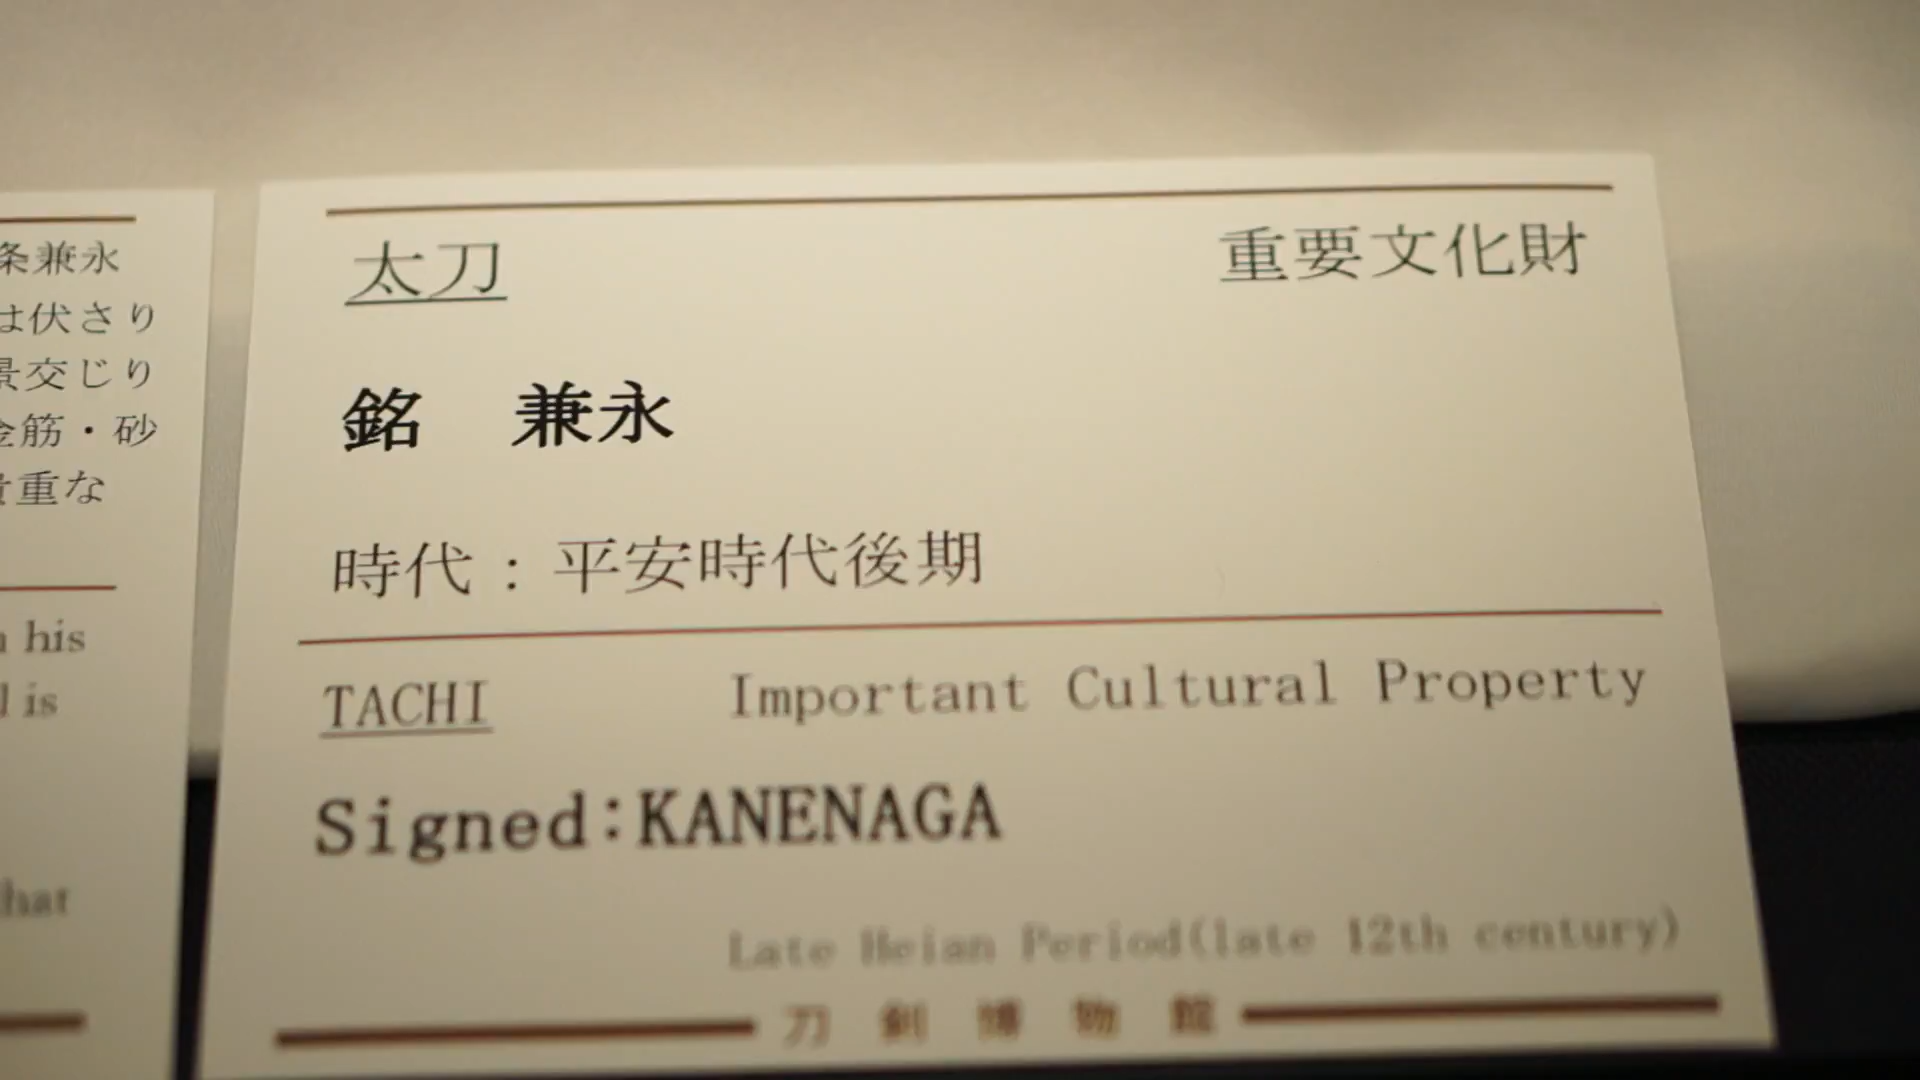 条兼永
は伏さり
景交じり
金筋・砂
貴重な
his
is
that
太刀 重要文化財
銘 兼永
時代：平安時代後期
TACHI Important Cultural Property
Signed:KANENAGA
Late Heian Period(late 12th century)
刀剣博物館